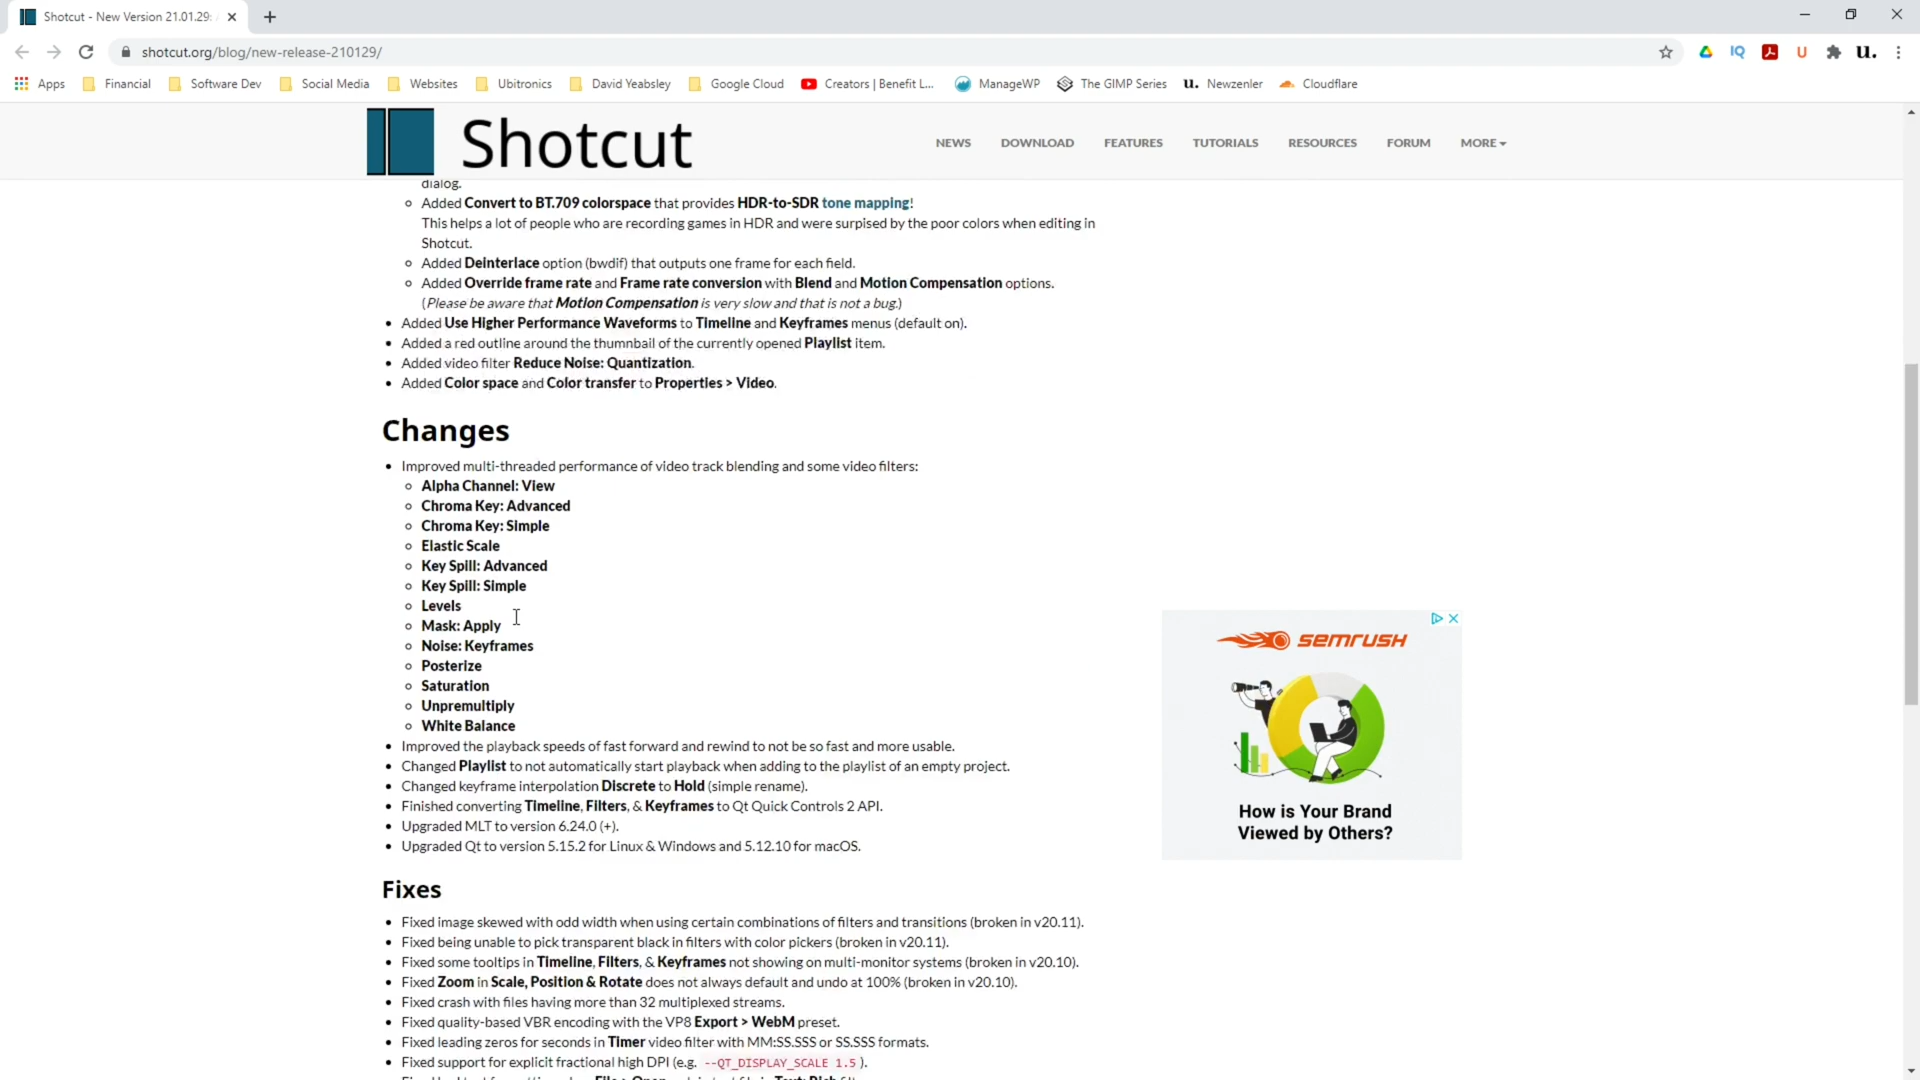 Shotcut - New Version 21.01.29:
shotcut.org/blog/new-release-210129/
Apps Financial Software Dev Social Media Websites Ubitronics David Yeabsley Google Cloud Creators | Benefit L... ManageWP The GIMP Series u. Newzenler Cloudflare
Shotcut NEWS DOWNLOAD FEATURES TUTORIALS RESOURCES FORUM MORE
dialog.
Added Convert to BT.709 colorspace that provides HDR-to-SDR tone mapping!
This helps a lot of people who are recording games in HDR and were surpised by the poor colors when editing in
Shotcut.
Added Deinterlace option (bwdif) that outputs one frame for each field.
Added Override frame rate and Frame rate conversion with Blend and Motion Compensation options.
(Please be aware that Motion Compensation is very slow and that is not a bug.)
Added Use Higher Performance Waveforms to Timeline and Keyframes menus (default on).
Added a red outline around the thumnbail of the currently opened Playlist item.
Added video filter Reduce Noise: Quantization.
Added Color space and Color transfer to Properties > Video.
Changes
Improved multi-threaded performance of video track blending and some video filters:
Alpha Channel: View
Chroma Key: Advanced
Chroma Key: Simple
Elastic Scale
Key Spill: Advanced
Key Spill: Simple
Levels
Mask: Apply
Noise: Keyframes
Posterize
Saturation
Unpremultiply
White Balance
Improved the playback speeds of fast forward and rewind to not be so fast and more usable.
Changed Playlist to not automatically start playback when adding to the playlist of an empty project.
Changed keyframe interpolation Discrete to Hold (simple rename).
Finished converting Timeline, Filters, & Keyframes to Qt Quick Controls 2 API.
Upgraded MLT to version 6.24.0 (+).
Upgraded Qt to version 5.15.2 for Linux & Windows and 5.12.10 for macOS.
semrush
How is Your Brand
Viewed by Others?
Fixes
Fixed image skewed with odd width when using certain combinations of filters and transitions (broken in v20.11).
Fixed being unable to pick transparent black in filters with color pickers (broken in v20.11).
Fixed some tooltips in Timeline, Filters, & Keyframes not showing on multi-monitor systems (broken in v20.10).
Fixed Zoom in Scale, Position & Rotate does not always default and undo at 100% (broken in v20.10).
Fixed crash with files having more than 32 multiplexed streams.
Fixed quality-based VBR encoding with the VP8 Export > WebM preset.
Fixed leading zeros for seconds in Timer video filter with MM:SS.SSS or SS.SSS formats.
Fixed support for explicit fractional high DPI (e.g. --QT_DISPLAY_SCALE 1.5 ).